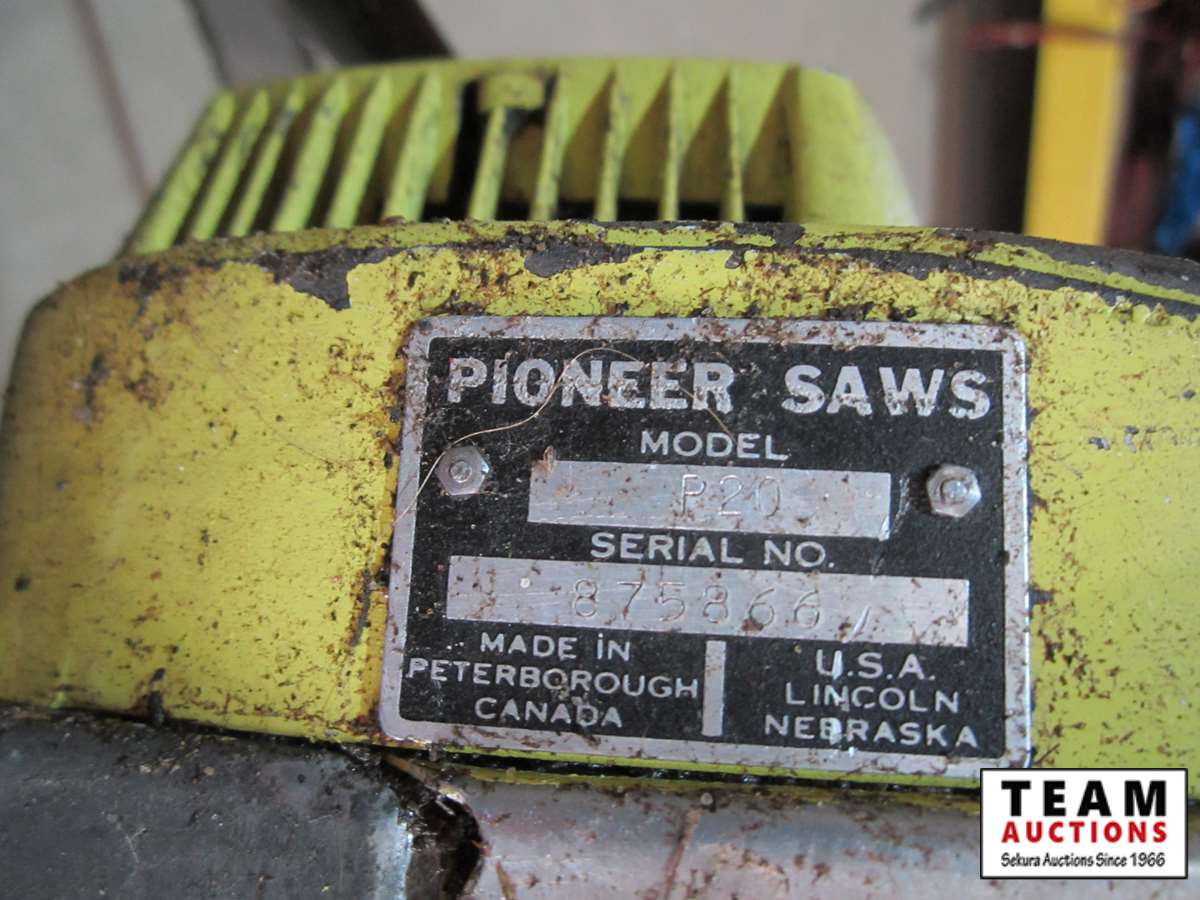 PIONEER SAWS
MODEL
P20
SERIAL NO.
875866
MADE iN
PETERBOROUGH
CANADA
U.S.A.
LINCOLN
NEBRASKA
TEAM
AUCTIONS
Sekura Auctions Since 1966